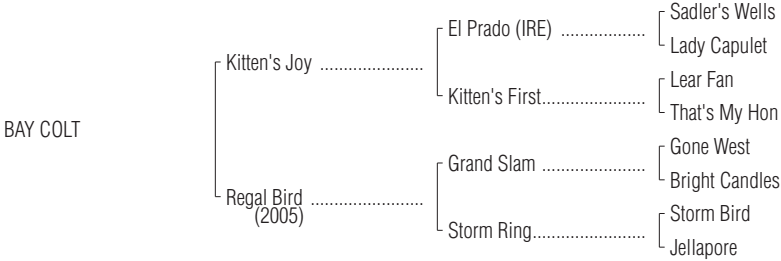 Sadler's Wells
El Prado (IRE) ...................
Lady Capulet
Kitten's Joy .......................
Lear Fan
Kitten's First.......................
That's My Hon
BAY COLT
Gone West
Grand Slam .......................
Bright Candles
Regal Bird .........................
(2005)
Storm Bird
Storm Ring.........................
Jellapore